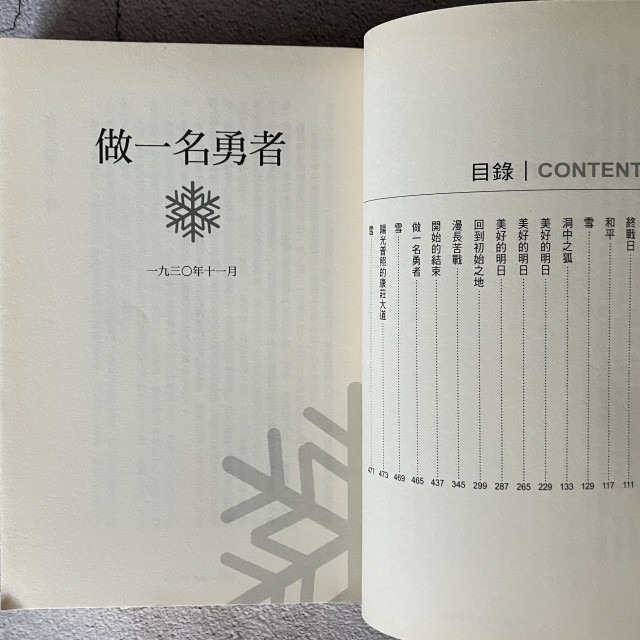 做一名勇者
一九三〇年十一月
目錄｜CONTENT
終戰日 111
和平 117
雪 129
洞中之狐 133
美好的明日 229
美好的明日 265
美好的明日 287
回到初始之地 299
漫長苦戰 345
開始的結束 437
做一名勇者 465
雪 469
陽光普照的康莊大道 473
雪 471